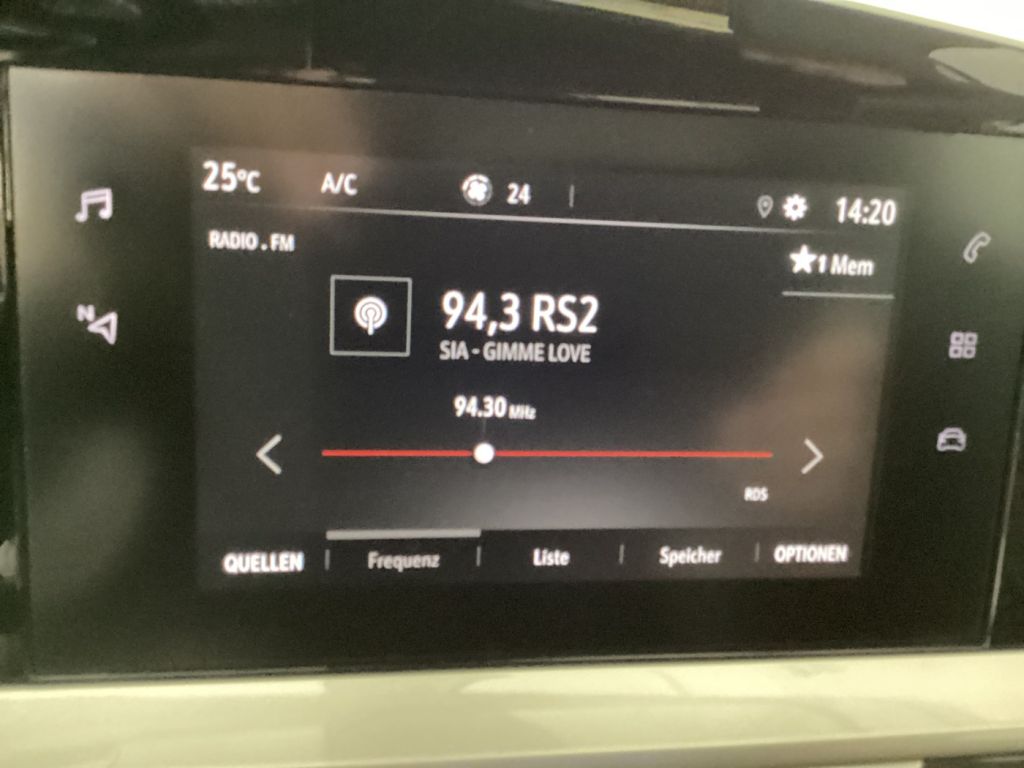 25°C A/C 24 14:20
RADIO . FM
★1 Mem
N
94,3 RS2
SIA - GIMME LOVE
94.30 MHz
RDS
QUELLEN Frequenz Liste Speicher OPTIONEN